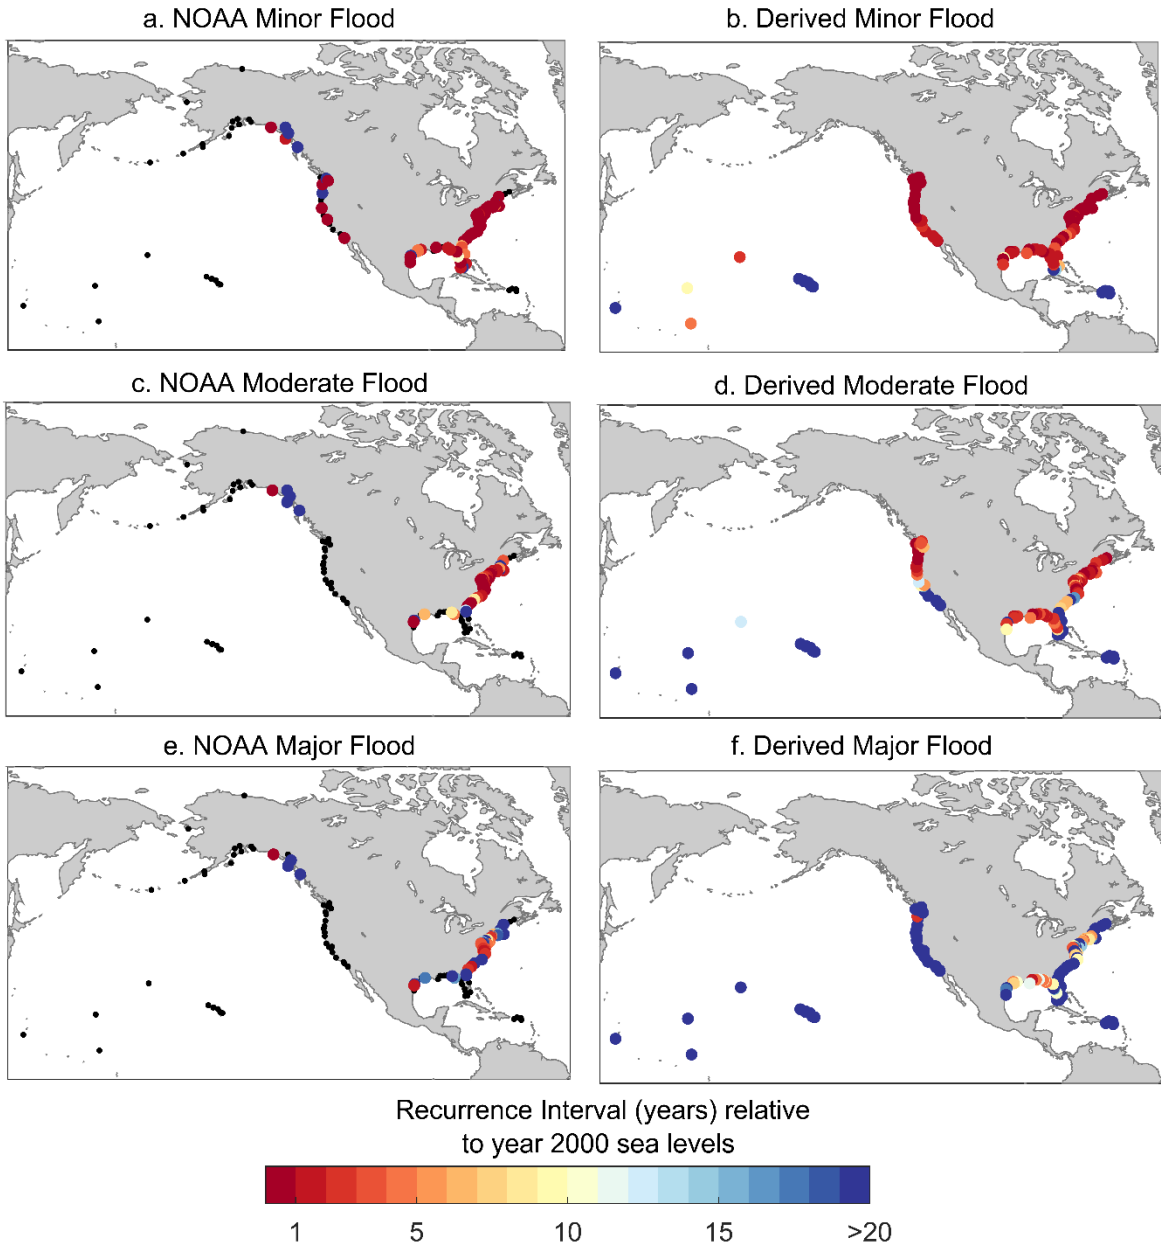 a. NOAA Minor Flood
b. Derived Minor Flood
c. NOAA Moderate Flood
d. Derived Moderate Flood
e. NOAA Major Flood
f. Derived Major Flood
Recurrence Interval (years) relative
to year 2000 sea levels
1 5 10 15 >20